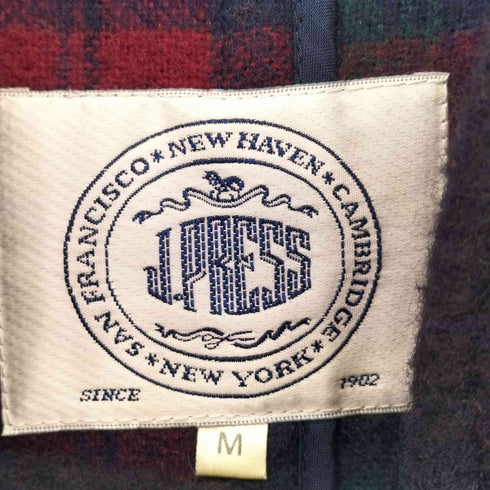 SAN FRANCISCO * NEW HAVEN * CAMBRIDGE * NEW YORK *
J.PRESS
SINCE 1902
M